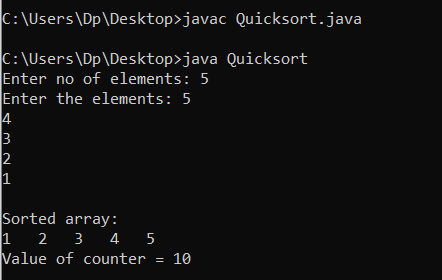 C:\Users\Dp\Desktop>javac Quicksort.java
C:\Users\Dp\Desktop>java Quicksort
Enter no of elements: 5
Enter the elements: 5
4
3
2
1
Sorted array:
1   2   3   4   5
Value of counter = 10